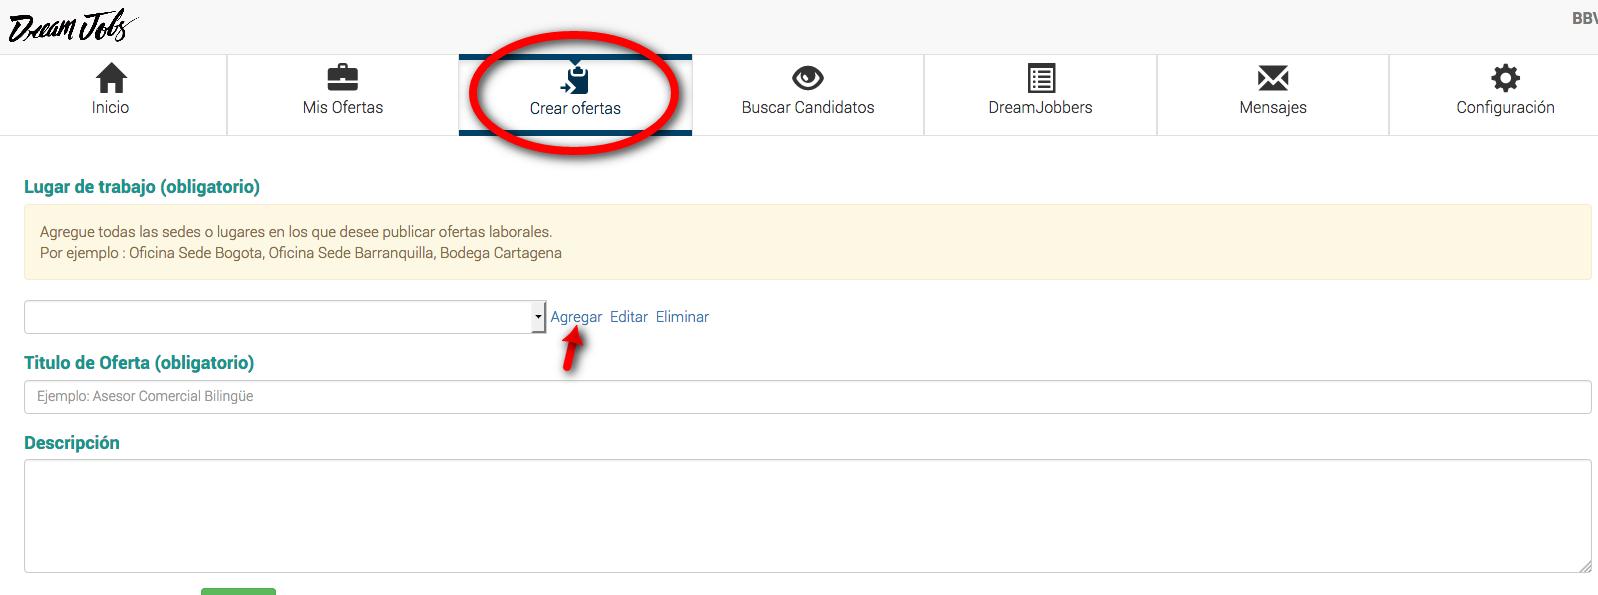 Dream Jobs
Inicio
Mis Ofertas
Crear ofertas
Buscar Candidatos
DreamJobbers
Mensajes
Configuración
Lugar de trabajo (obligatorio)
Agregue todas las sedes o lugares en los que desee publicar ofertas laborales.
Por ejemplo : Oficina Sede Bogota, Oficina Sede Barranquilla, Bodega Cartagena
Agregar Editar Eliminar
Titulo de Oferta (obligatorio)
Ejemplo: Asesor Comercial Bilingüe
Descripción